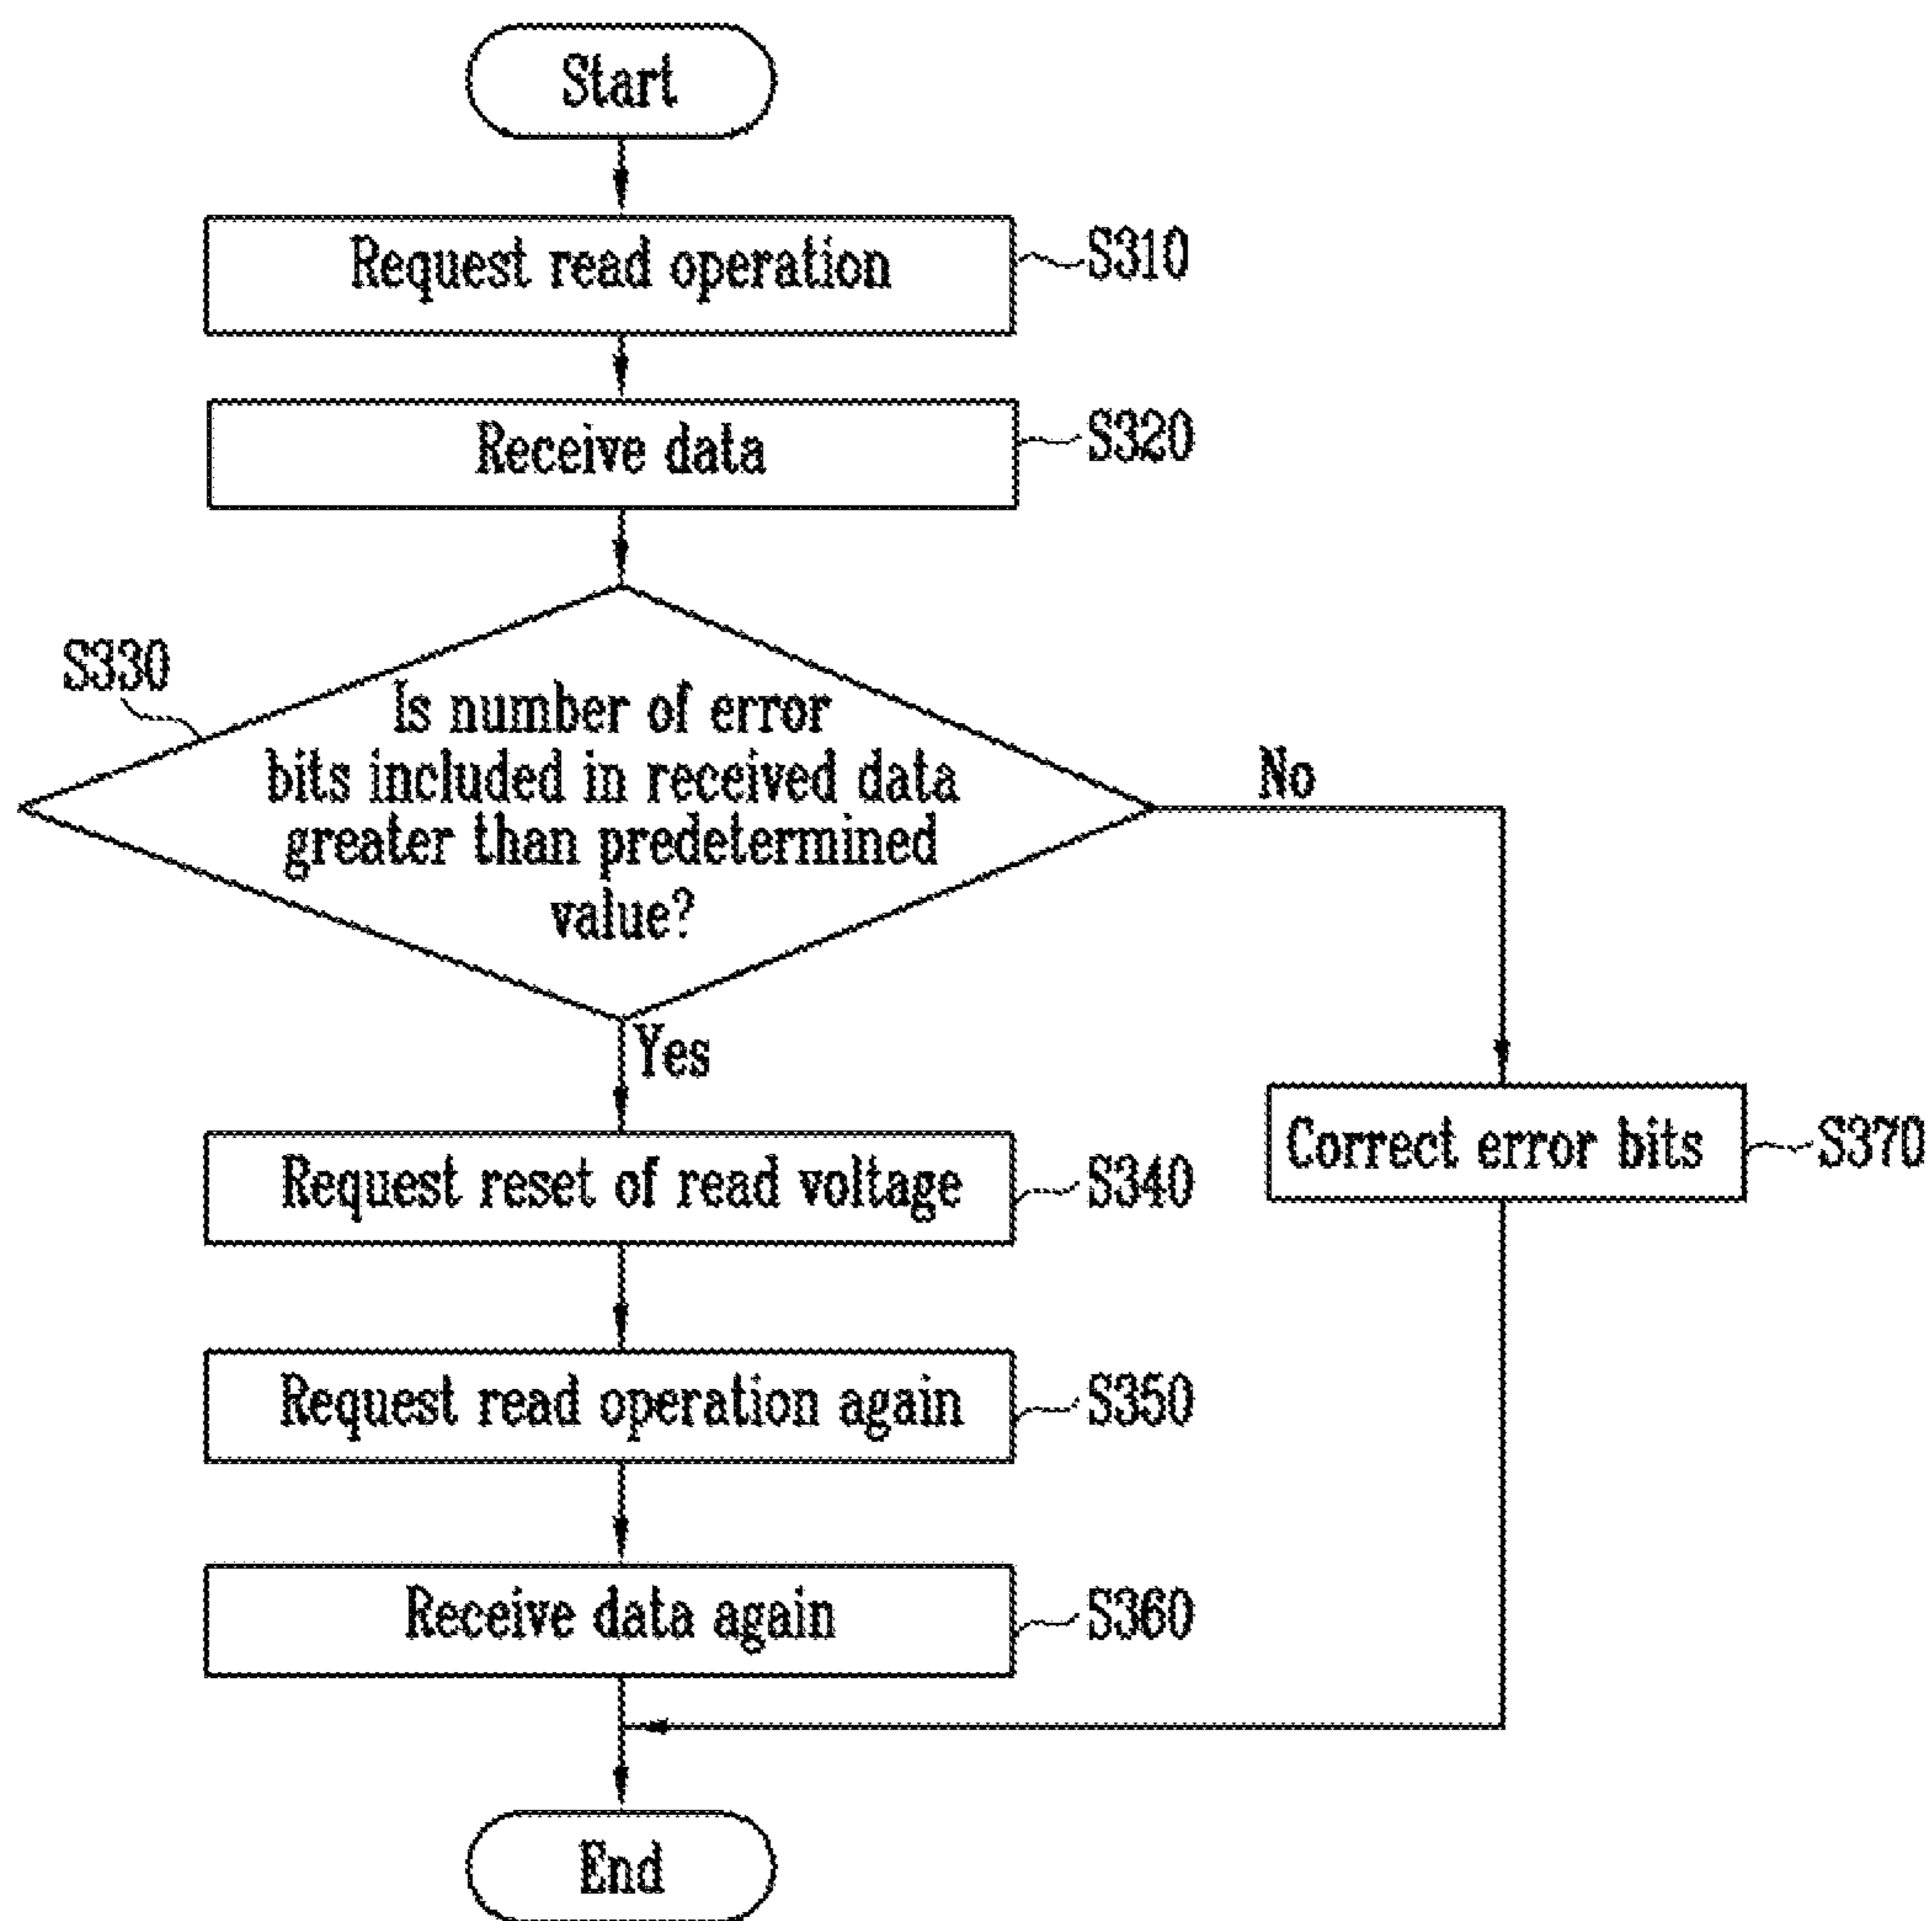 Start
Request read operation
S310
Receive data
S320
S330
Is number of error
bits included in received data
greater than predetermined
value?
No
Yes
Request reset of read voltage
S340
Correct error bits
S370
Request read operation again
S350
Receive data again
S360
End